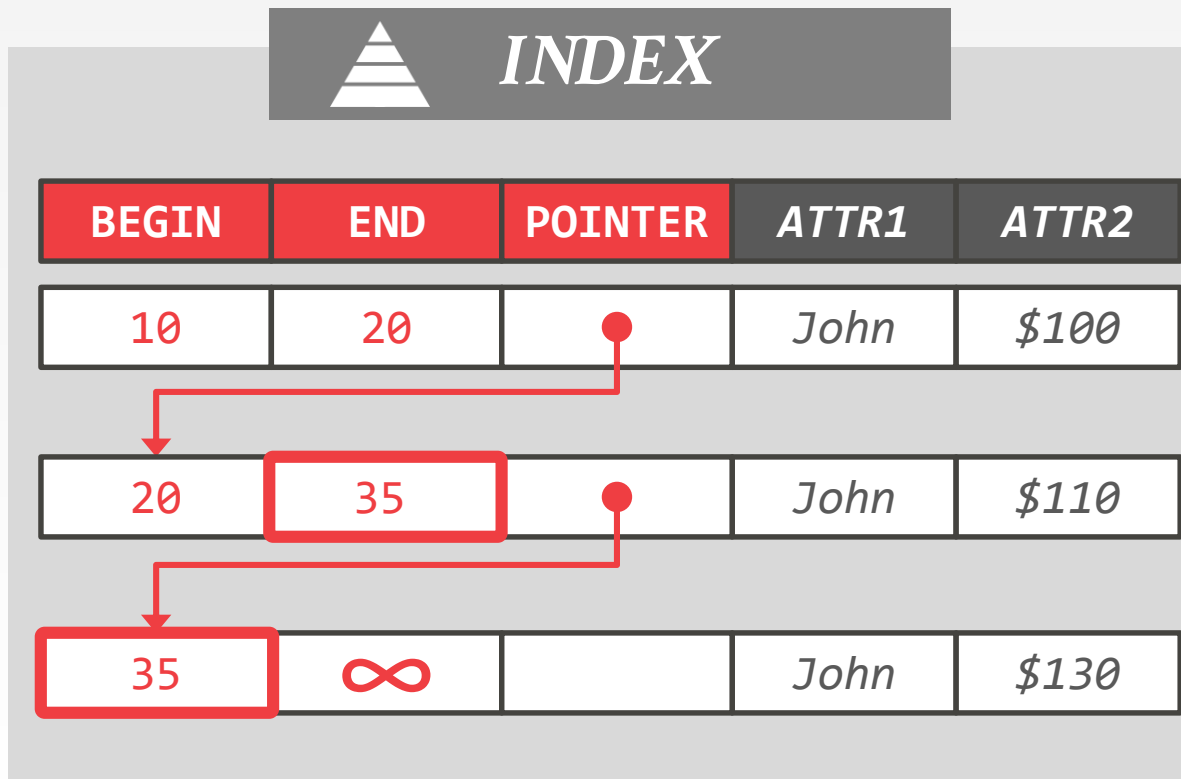 INDEX
BEGIN END POINTER ATTR1 ATTR2
10 20 John $100
20 35 John $110
35 ∞ John $130